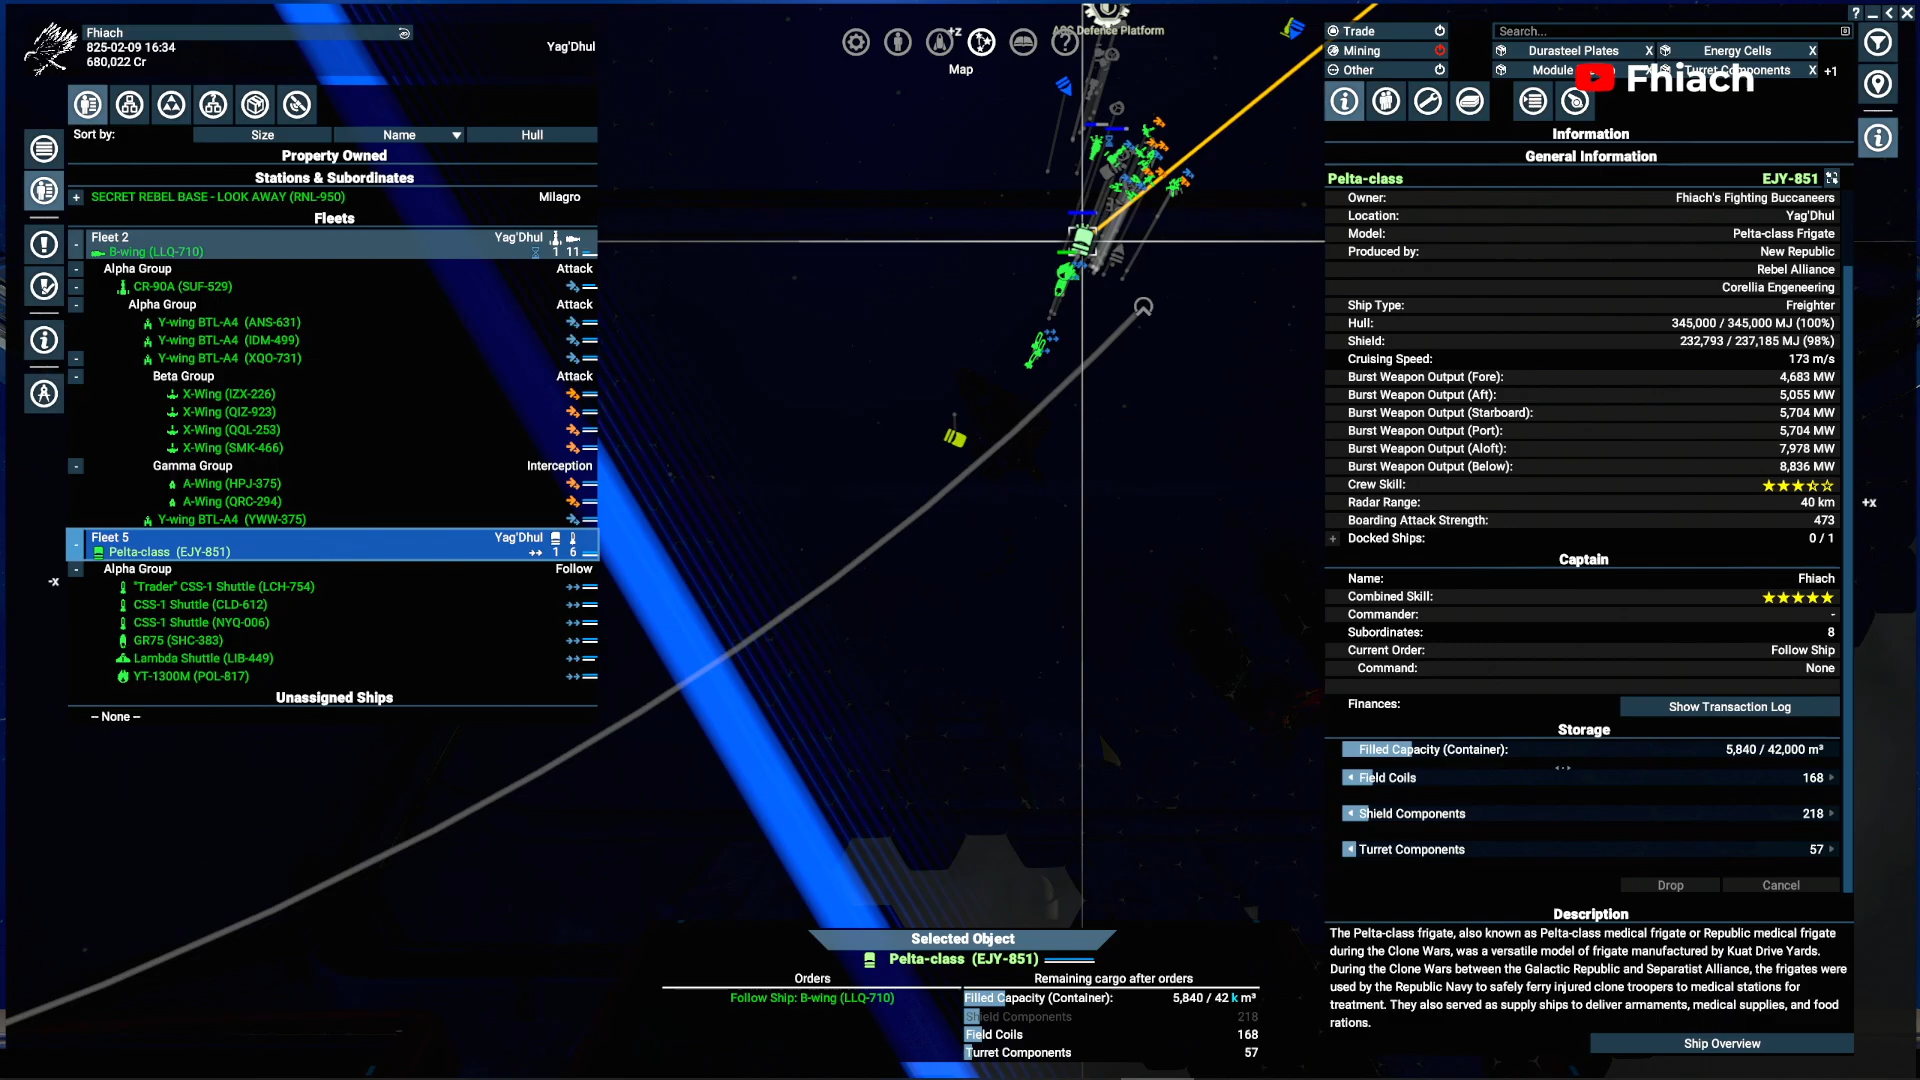 Fhiach
825-02-09 16:34
680,022 Cr
Yag'Dhul
Sort by:
Size
Name
Hull
Property Owned
Stations & Subordinates
+ SECRET REBEL BASE - LOOK AWAY (RNL-950) Milagro
Fleets
- Fleet 2 Yag'Dhul
B-wing (LLQ-710) 1 11
- Alpha Group Attack
- CR-90A (SUF-529)
- Alpha Group Attack
Y-wing BTL-A4 (ANS-631)
Y-wing BTL-A4 (IDM-499)
- Y-wing BTL-A4 (XQO-731)
- Beta Group Attack
X-Wing (IZX-226)
X-Wing (QIZ-923)
X-Wing (QQL-253)
X-Wing (SMK-466)
- Gamma Group Interception
A-Wing (HPJ-375)
A-Wing (QRC-294)
Y-wing BTL-A4 (YWW-375)
- Fleet 5 Yag'Dhul
Pelta-class (EJY-851) 1 6
- Alpha Group Follow
"Trader" CSS-1 Shuttle (LCH-754)
CSS-1 Shuttle (CLD-612)
CSS-1 Shuttle (NYQ-006)
GR75 (SHC-383)
Lambda Shuttle (LIB-449)
YT-1300M (POL-817)
Unassigned Ships
-- None --
-x
+z
Map
Defence Platform
+x
Selected Object
Pelta-class (EJY-851)
Orders
Follow Ship: B-wing (LLQ-710)
Remaining cargo after orders
Filled Capacity (Container): 5,840 / 42 k m³
Shield Components 218
Field Coils 168
Turret Components 57
Trade
Mining
Other
Search...
Durasteel Plates X
Energy Cells X
Module
Turret Components X
+1
Fhiach
Information
General Information
Pelta-class EJY-851
Owner: Fhiach's Fighting Buccaneers
Location: Yag'Dhul
Model: Pelta-class Frigate
Produced by: New Republic
Rebel Alliance
Corellia Engeneering
Ship Type: Freighter
Hull: 345,000 / 345,000 MJ (100%)
Shield: 232,793 / 237,185 MJ (98%)
Cruising Speed: 173 m/s
Burst Weapon Output (Fore): 4,683 MW
Burst Weapon Output (Aft): 5,055 MW
Burst Weapon Output (Starboard): 5,704 MW
Burst Weapon Output (Port): 5,704 MW
Burst Weapon Output (Aloft): 7,978 MW
Burst Weapon Output (Below): 8,836 MW
Crew Skill:
Radar Range: 40 km
Boarding Attack Strength: 473
+ Docked Ships: 0 / 1
Captain
Name: Fhiach
Combined Skill:
Commander: -
Subordinates: 8
Current Order: Follow Ship
Command: None
Finances: Show Transaction Log
Storage
Filled Capacity (Container): 5,840 / 42,000 m³
Field Coils 168
Shield Components 218
Turret Components 57
Drop Cancel
Description
The Pelta-class frigate, also known as Pelta-class medical frigate or Republic medical frigate
during the Clone Wars, was a versatile model of frigate manufactured by Kuat Drive Yards.
During the Clone Wars between the Galactic Republic and Separatist Alliance, the frigates were
used by the Republic Navy to safely ferry injured clone troopers to medical stations for
treatment. They also served as supply ships to deliver armaments, medical supplies, and food
rations.
Ship Overview